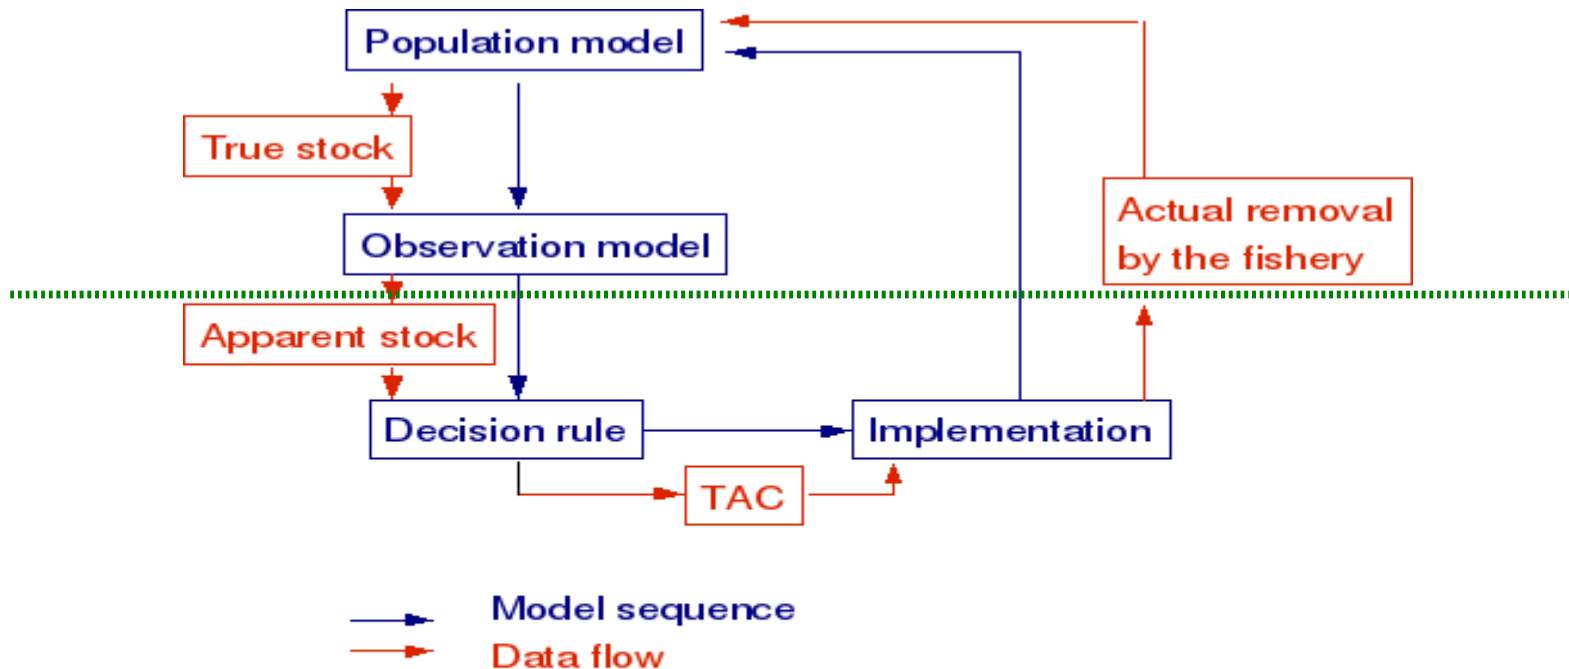 Population model
True stock
Observation model
Actual removal
by the fishery
Apparent stock
Decision rule
Implementation
TAC
Model sequence
Data flow